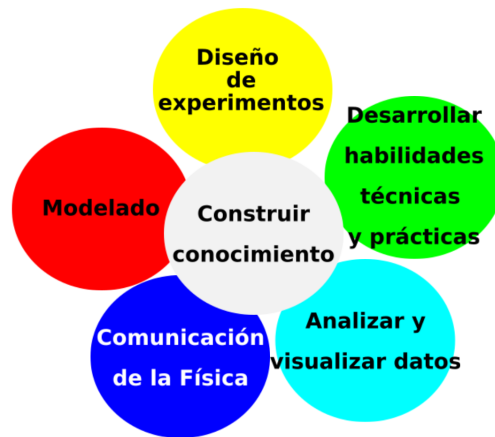 Diseño
de
experimentos
Desarrollar
habilidades
técnicas
y prácticas
Modelado
Construir
conocimiento
Analizar y
visualizar datos
Comunicación
de la Física